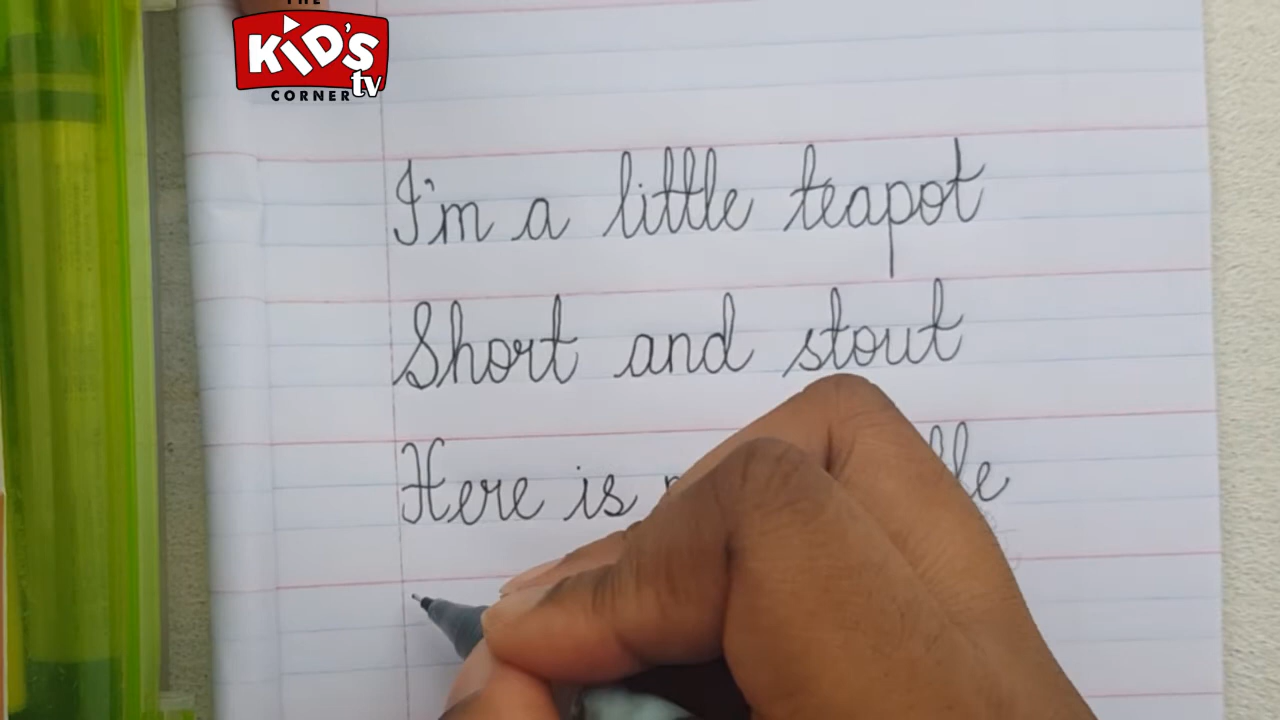 THE
KiD'S
tv
CORNER
I'm a little teapot
Short and stout
Here is